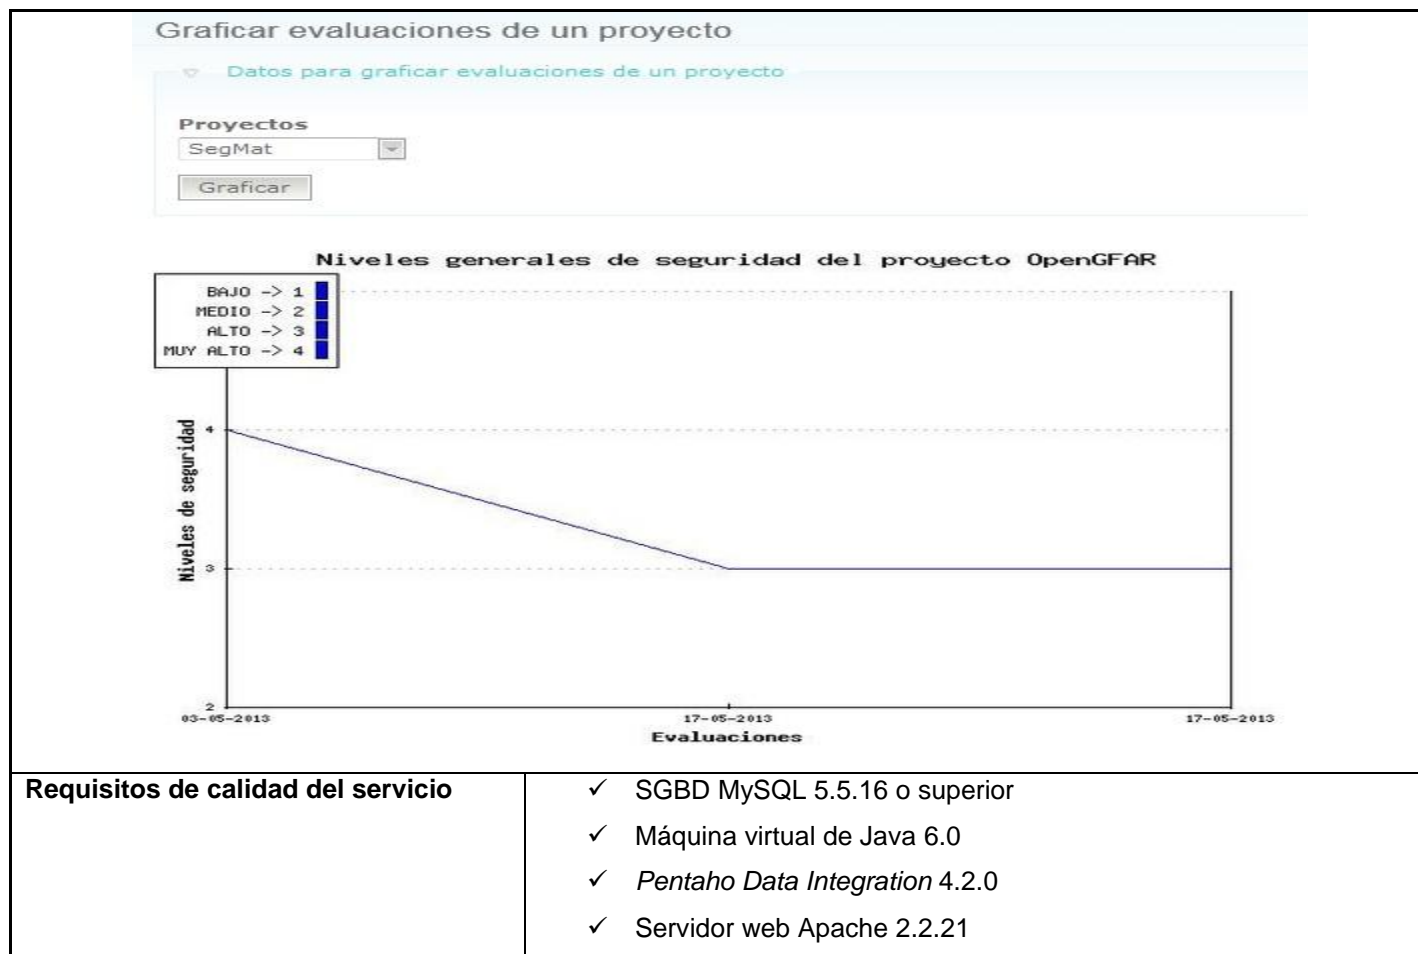 Graficar evaluaciones de un proyecto
Datos para graficar evaluaciones de un proyecto
Proyectos
SegMat
Graficar
Niveles generales de seguridad del proyecto OpenGFAR
BAJO -> 1
MEDIO -> 2
ALTO -> 3
MUY ALTO -> 4
Niveles de seguridad
4
3
2
03-05-2013
17-05-2013
17-05-2013
Evaluaciones
Requisitos de calidad del servicio
✓ SGBD MySQL 5.5.16 o superior
✓ Máquina virtual de Java 6.0
✓ Pentaho Data Integration 4.2.0
✓ Servidor web Apache 2.2.21